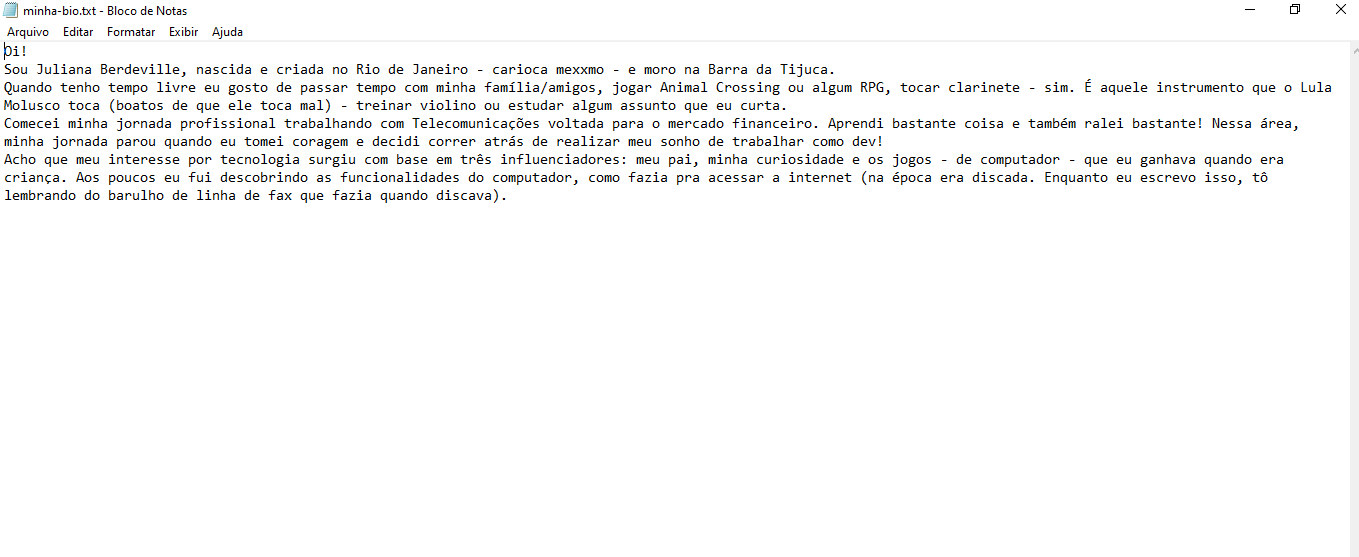 minha-bio.txt - Bloco de Notas
Arquivo Editar Formatar Exibir Ajuda
Oi!
Sou Juliana Berdeville, nascida e criada no Rio de Janeiro - carioca mexxmo - e moro na Barra da Tijuca.
Quando tenho tempo livre eu gosto de passar tempo com minha família/amigos, jogar Animal Crossing ou algum RPG, tocar clarinete - sim. É aquele instrumento que o Lula
Molusco toca (boatos de que ele toca mal) - treinar violino ou estudar algum assunto que eu curta.
Comecei minha jornada profissional trabalhando com Telecomunicações voltada para o mercado financeiro. Aprendi bastante coisa e também ralei bastante! Nessa área,
minha jornada parou quando eu tomei coragem e decidi correr atrás de realizar meu sonho de trabalhar como dev!
Acho que meu interesse por tecnologia surgiu com base em três influenciadores: meu pai, minha curiosidade e os jogos - de computador - que eu ganhava quando era
criança. Aos poucos eu fui descobrindo as funcionalidades do computador, como fazia pra acessar a internet (na época era discada. Enquanto eu escrevo isso, tô
lembrando do barulho de linha de fax que fazia quando discava).